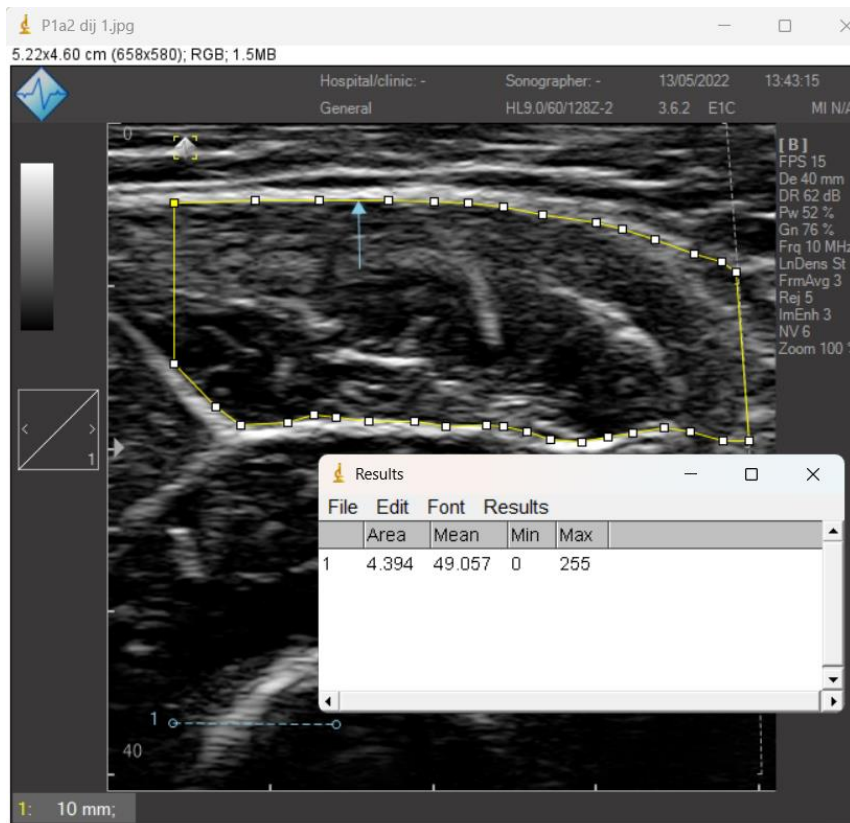 P1a2 dij 1.jpg
5.22x4.60 cm (658x580); RGB; 1.5MB
Hospital/clinic: - Sonographer: - 13/05/2022 13:43:15
General HL9.0/60/128Z-2 3.6.2 E1C MI N/A
0
[B]
FPS 15
De 40 mm
DR 62 dB
Pw 52 %
Gn 76 %
Frq 10 MHz
LnDens St
FrmAvg 3
Rej 5
ImEnh 3
NV 6
Zoom 100 %
1
Results
File Edit Font Results
Area Mean Min Max
1 4.394 49.057 0 255
1
40
1: 10 mm;